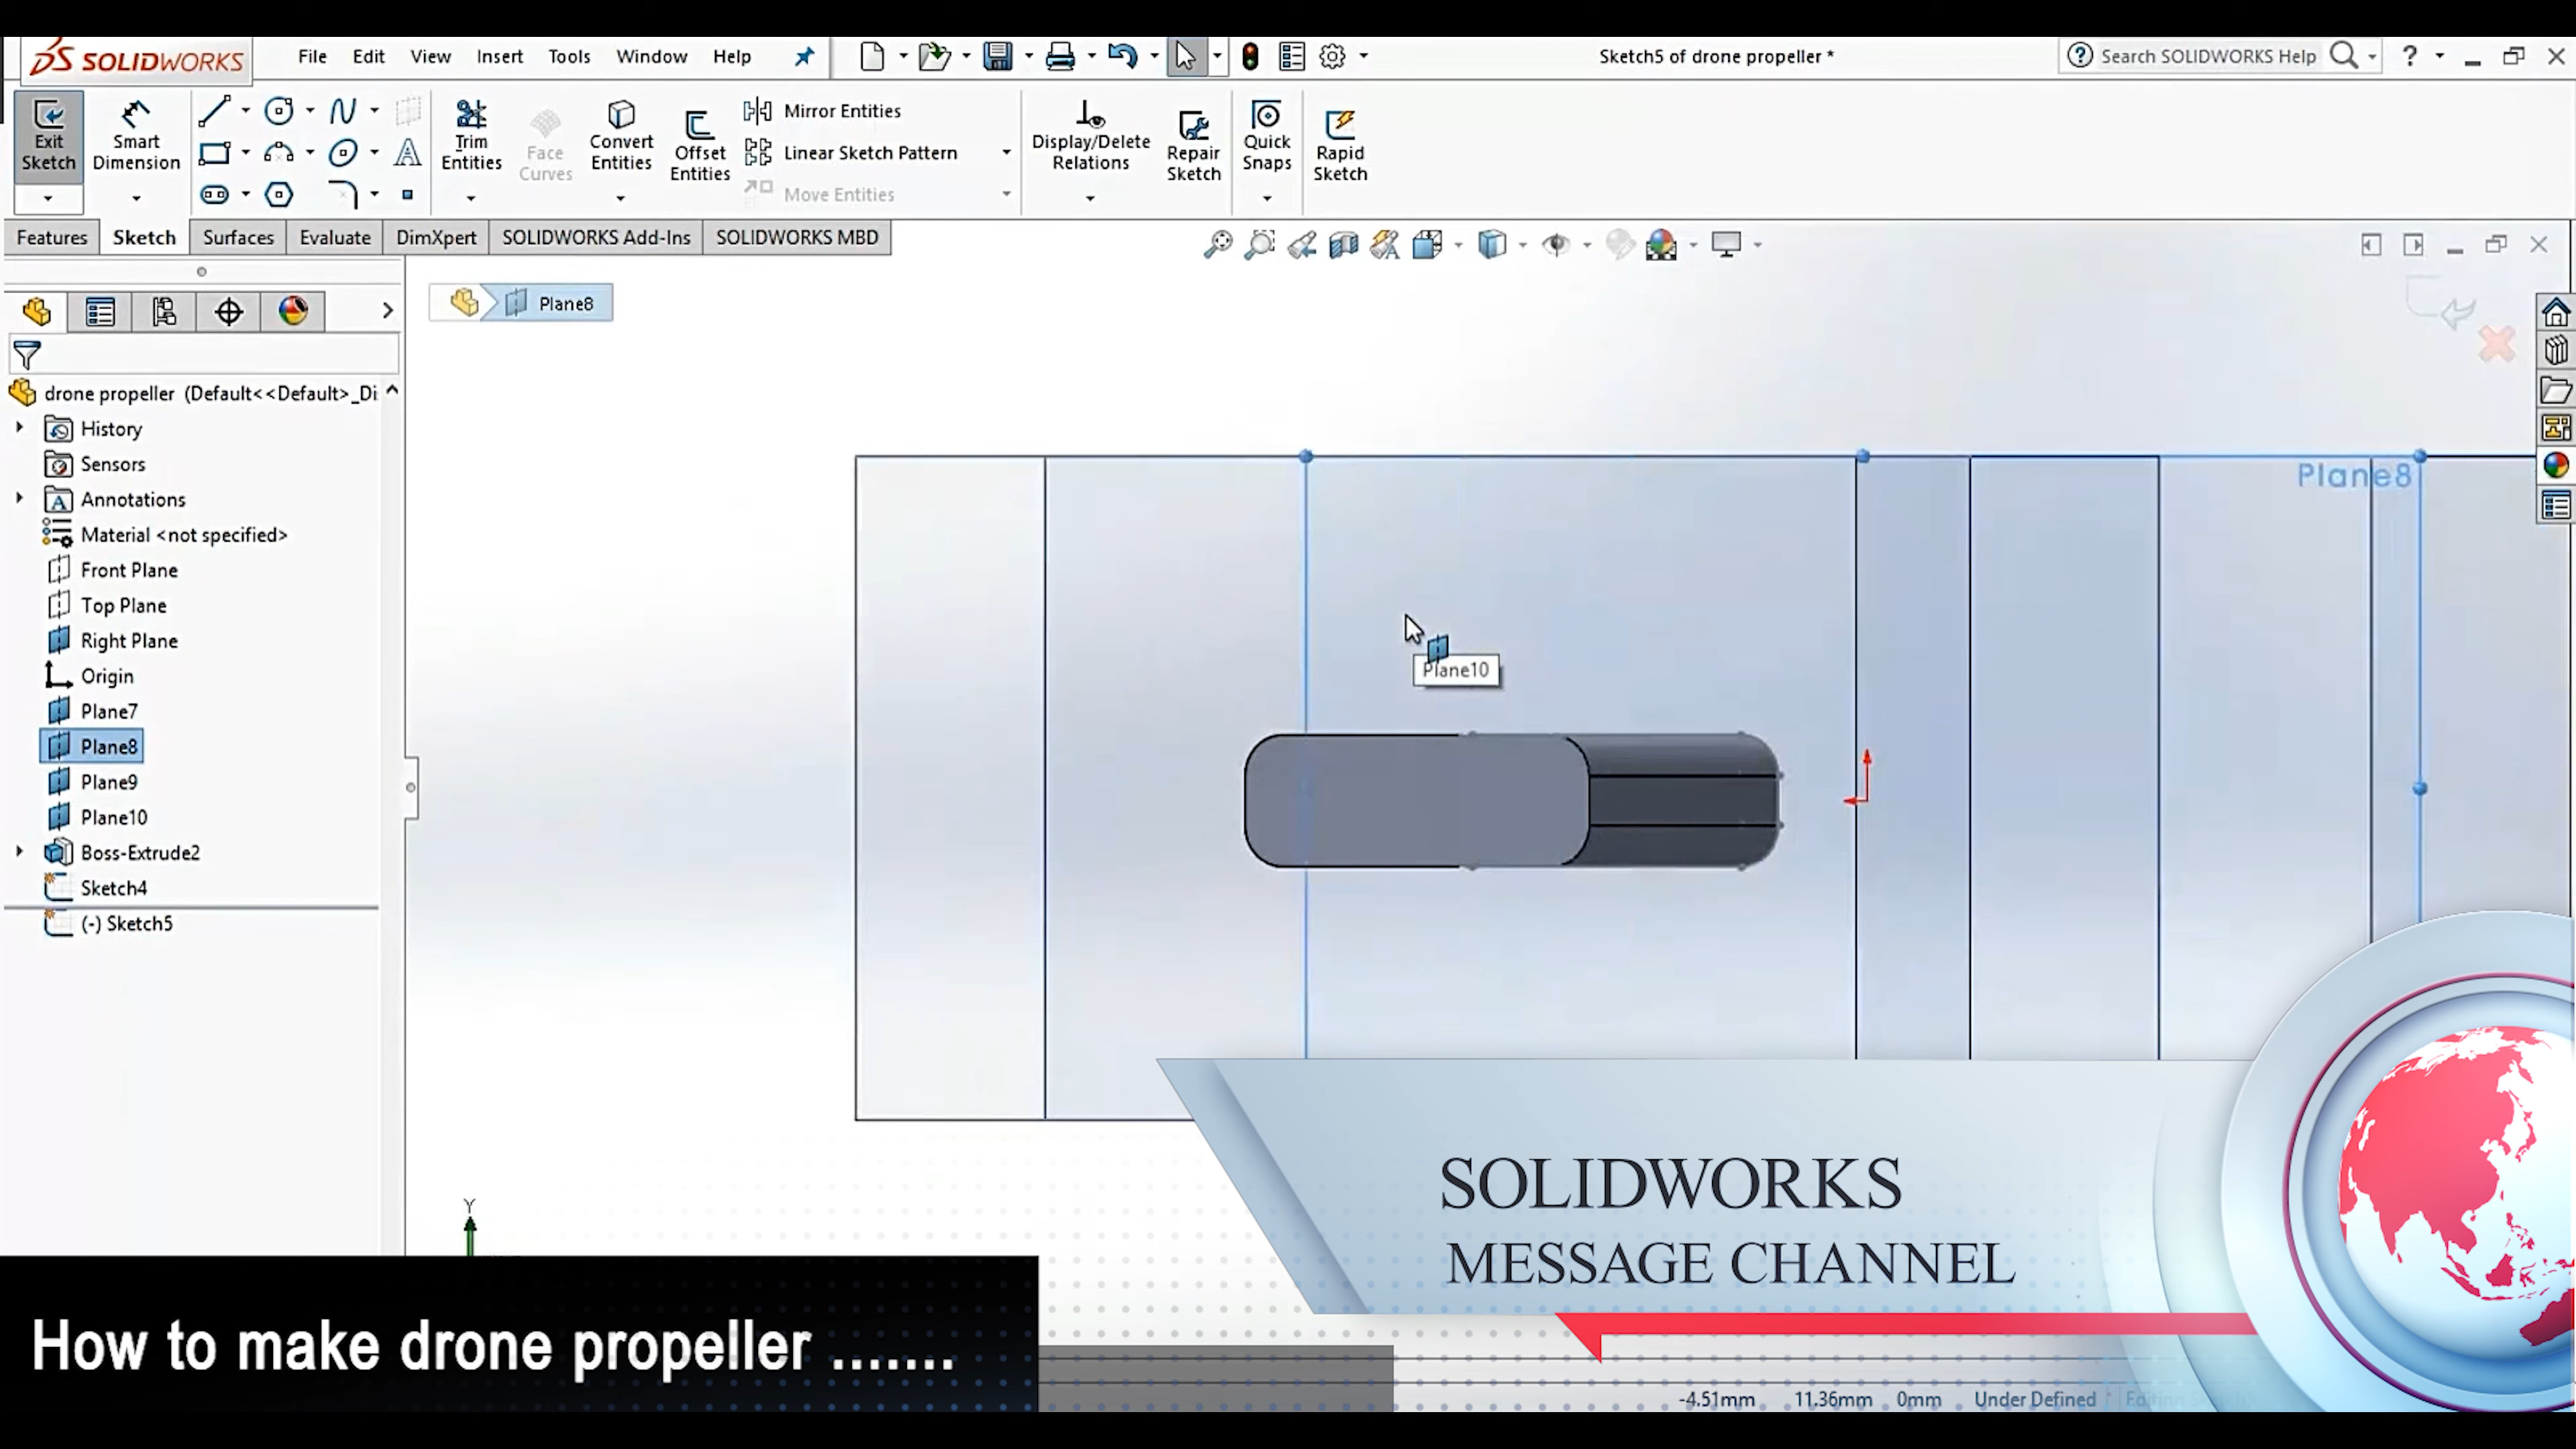 SOLIDWORKS
File Edit View Insert Tools Window Help
Sketch5 of drone propeller *
Search SOLIDWORKS Help
Exit Sketch
Smart Dimension
Trim Entities
Face Curves
Convert Entities
Offset Entities
Mirror Entities
Linear Sketch Pattern
Move Entities
Display/Delete Relations
Repair Sketch
Quick Snaps
Rapid Sketch
Features Sketch Surfaces Evaluate DimXpert SOLIDWORKS Add-Ins SOLIDWORKS MBD
Plane8
drone propeller (Default<<Default>_Di
History
Sensors
Annotations
Material <not specified>
Front Plane
Top Plane
Right Plane
Origin
Plane7
Plane8
Plane9
Plane10
Boss-Extrude2
Sketch4
(-) Sketch5
Plane8
Plane10
Y
SOLIDWORKS
MESSAGE CHANNEL
How to make drone propeller .......
-4.51mm 11.36mm 0mm Under Defined